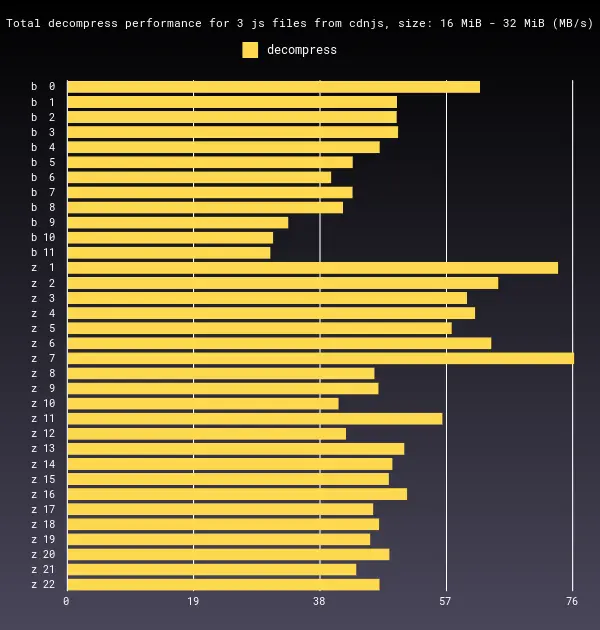 Total decompress performance for 3 js files from cdnjs, size: 16 MiB - 32 MiB (MB/s)
decompress
b 0
b 1
b 2
b 3
b 4
b 5
b 6
b 7
b 8
b 9
b 10
b 11
z 1
z 2
z 3
z 4
z 5
z 6
z 7
z 8
z 9
z 10
z 11
z 12
z 13
z 14
z 15
z 16
z 17
z 18
z 19
z 20
z 21
z 22
0 19 38 57 76